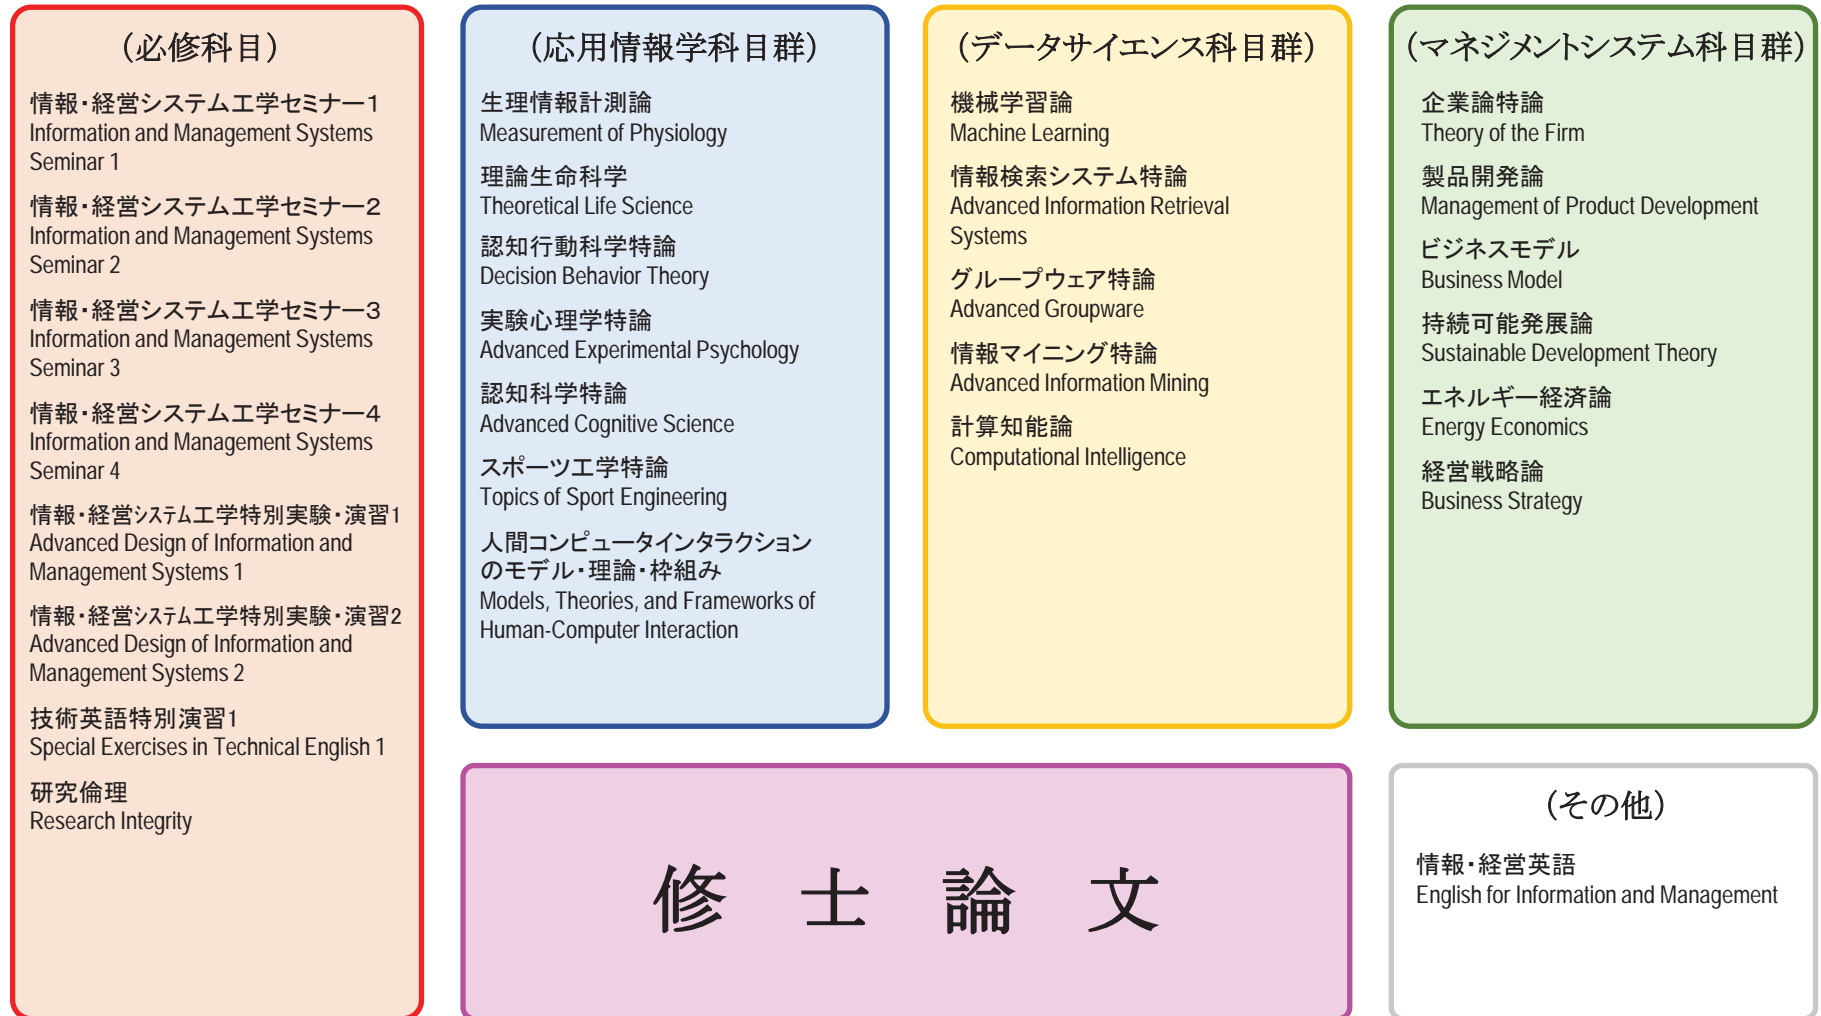 (必修科目)
情報・経営システム工学セミナー1
Information and Management Systems
Seminar 1
情報・経営システム工学セミナー2
Information and Management Systems
Seminar 2
情報・経営システム工学セミナー3
Information and Management Systems
Seminar 3
情報・経営システム工学セミナー4
Information and Management Systems
Seminar 4
情報・経営システム工学特別実験・演習1
Advanced Design of Information and
Management Systems 1
情報・経営システム工学特別実験・演習2
Advanced Design of Information and
Management Systems 2
技術英語特別演習1
Special Exercises in Technical English 1
研究倫理
Research Integrity
(応用情報学科目群)
生理情報計測論
Measurement of Physiology
理論生命科学
Theoretical Life Science
認知行動科学特論
Decision Behavior Theory
実験心理学特論
Advanced Experimental Psychology
認知科学特論
Advanced Cognitive Science
スポーツ工学特論
Topics of Sport Engineering
人間コンピュータインタラクション
のモデル・理論・枠組み
Models, Theories, and Frameworks of
Human-Computer Interaction
(データサイエンス科目群)
機械学習論
Machine Learning
情報検索システム特論
Advanced Information Retrieval
Systems
グループウェア特論
Advanced Groupware
情報マイニング特論
Advanced Information Mining
計算知能論
Computational Intelligence
(マネジメントシステム科目群)
企業論特論
Theory of the Firm
製品開発論
Management of Product Development
ビジネスモデル
Business Model
持続可能発展論
Sustainable Development Theory
エネルギー経済論
Energy Economics
経営戦略論
Business Strategy
修士論文
(その他)
情報・経営英語
English for Information and Management